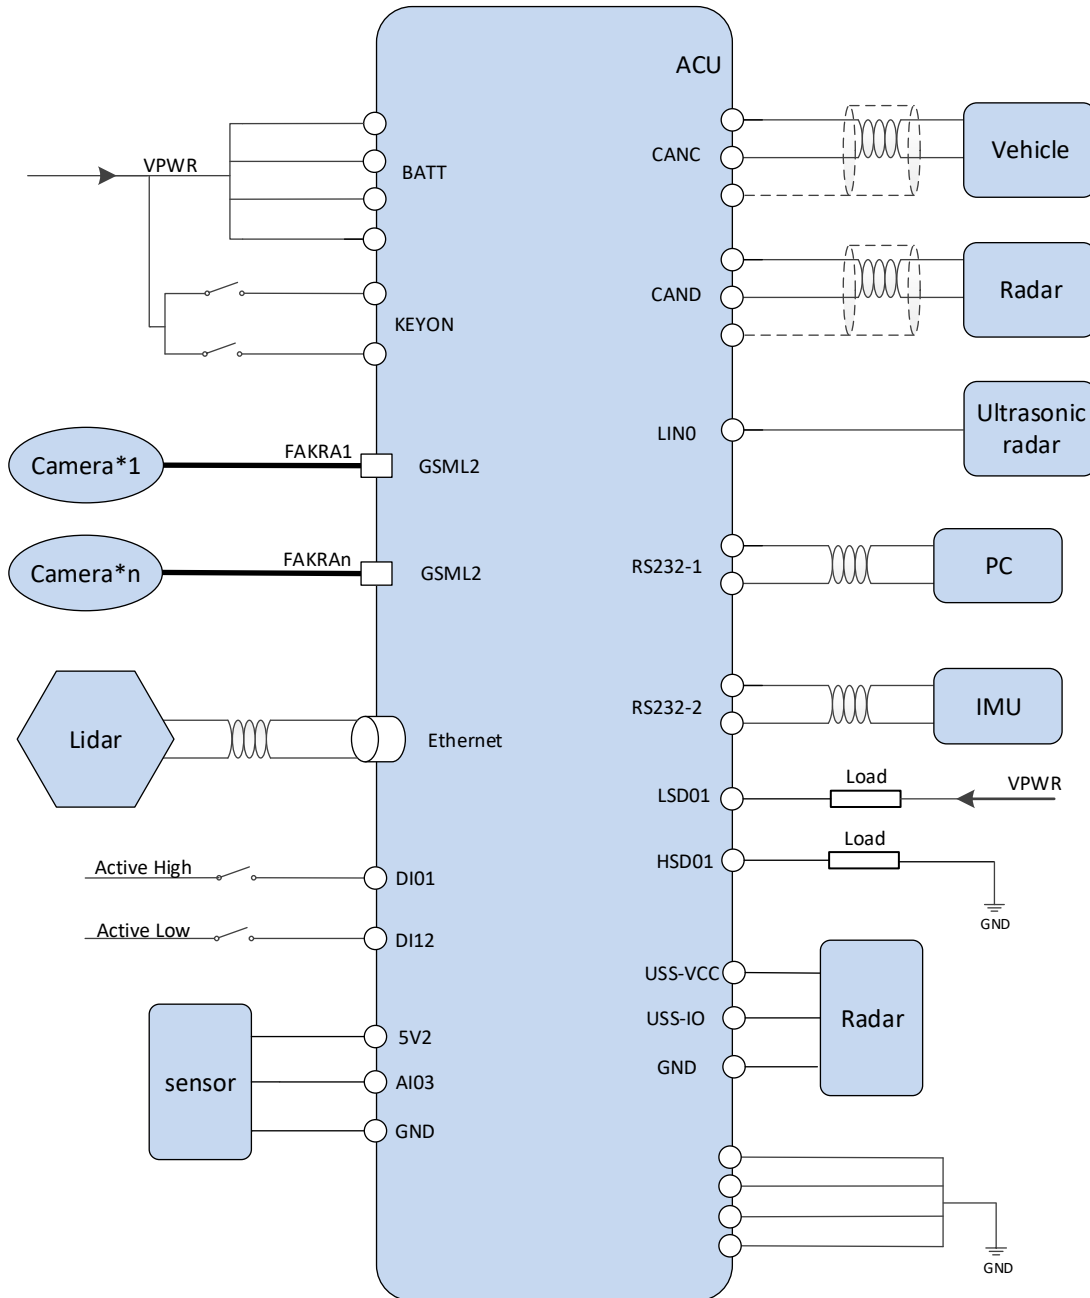 ACU
VPWR
BATT
KEYON
CANC
Vehicle
CAND
Radar
LIN0
Ultrasonic
radar
Camera*1
FAKRA1
GSML2
Camera*n
FAKRAn
GSML2
RS232-1
PC
Lidar
Ethernet
RS232-2
IMU
LSD01
Load
VPWR
HSD01
Load
GND
Active High
DI01
Active Low
DI12
USS-VCC
USS-IO
GND
Radar
sensor
5V2
AI03
GND
GND